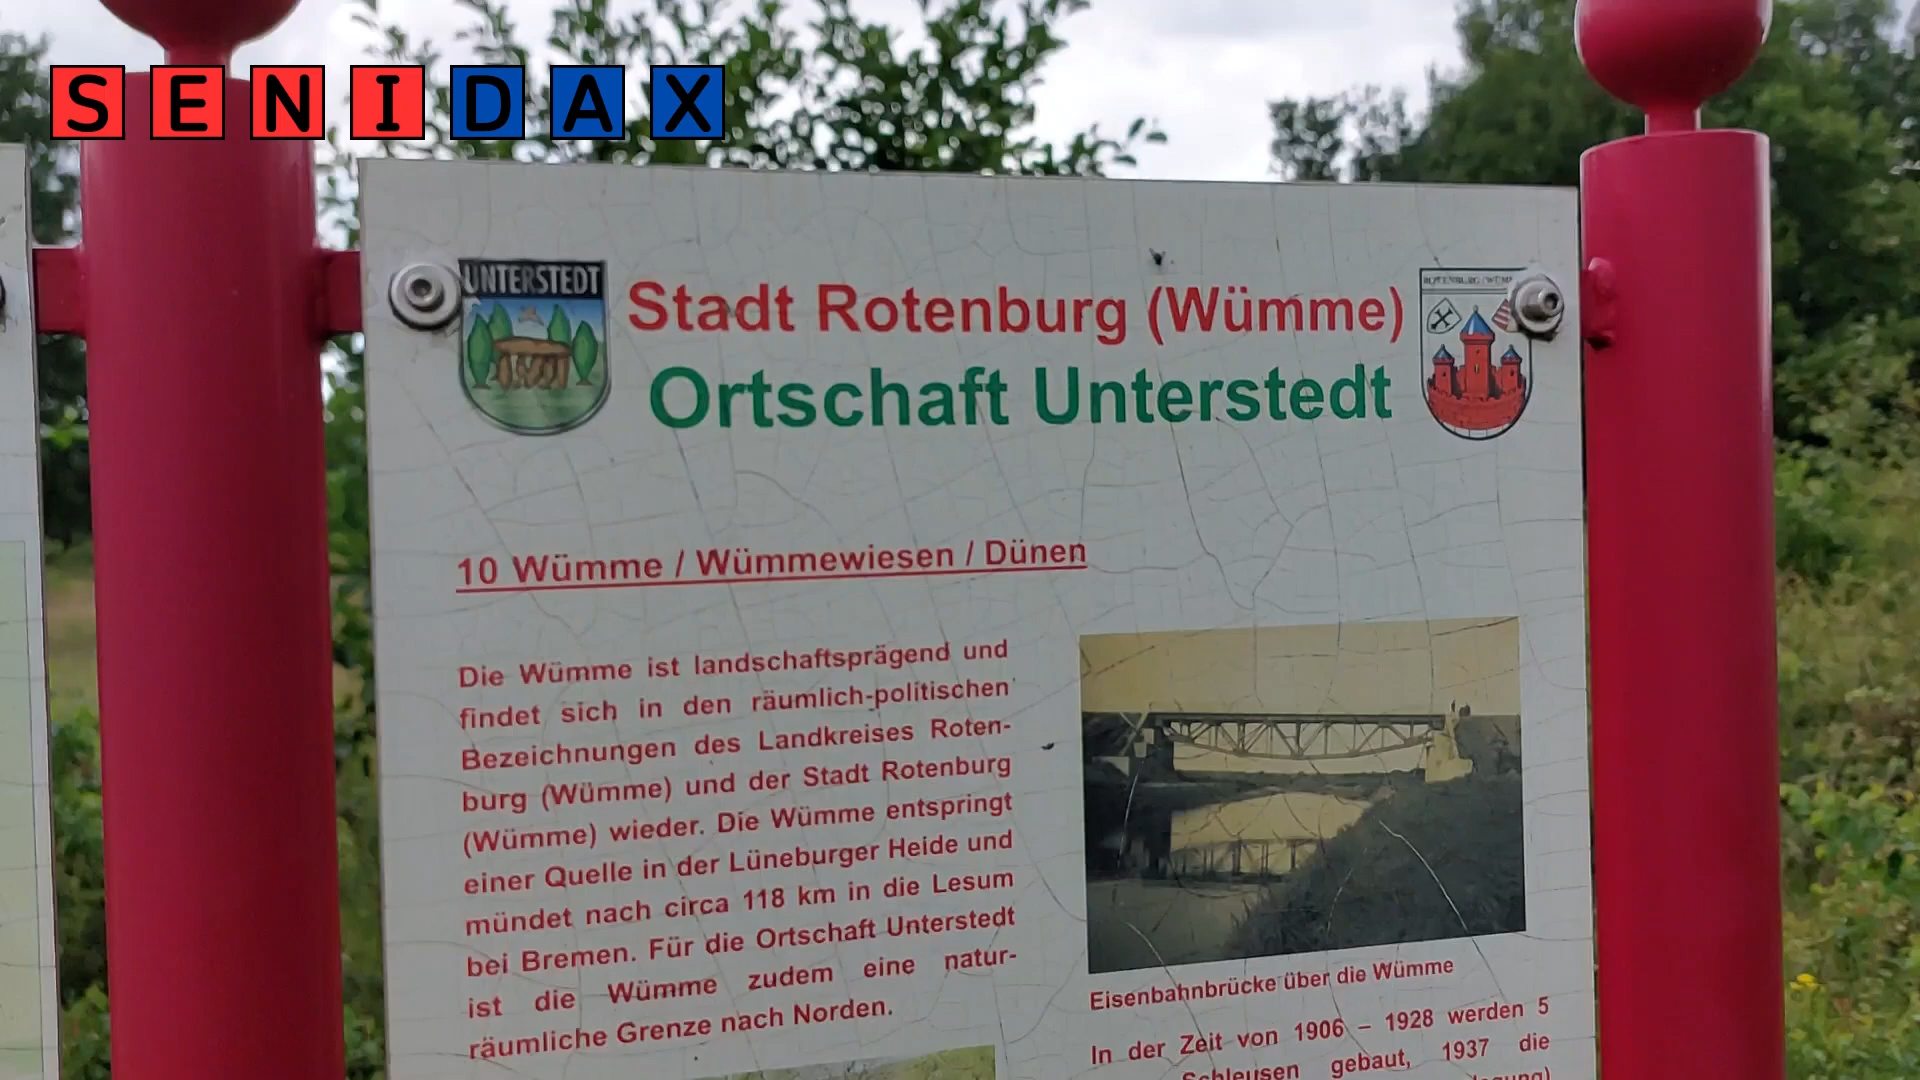 SENIDAX
UNTERSTEDT
Stadt Rotenburg (Wümme)
Ortschaft Unterstedt
10 Wümme / Wümmewiesen / Dünen
Die Wümme ist landschaftsprägend und
findet sich in den räumlich-politischen
Bezeichnungen des Landkreises Roten-
burg (Wümme) und der Stadt Rotenburg
(Wümme) wieder. Die Wümme entspringt
einer Quelle in der Lüneburger Heide und
mündet nach circa 118 km in die Lesum
bei Bremen. Für die Ortschaft Unterstedt
ist die Wümme zudem eine natur-
räumliche Grenze nach Norden.
Eisenbahnbrücke über die Wümme
In der Zeit von 1906 – 1928 werden 5
Schleusen gebaut, 1937 die